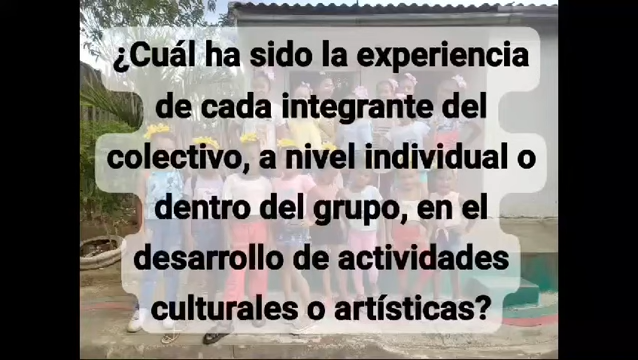 ¿Cuál ha sido la experiencia
de cada integrante del
colectivo, a nivel individual o
dentro del grupo, en el
desarrollo de actividades
culturales o artísticas?